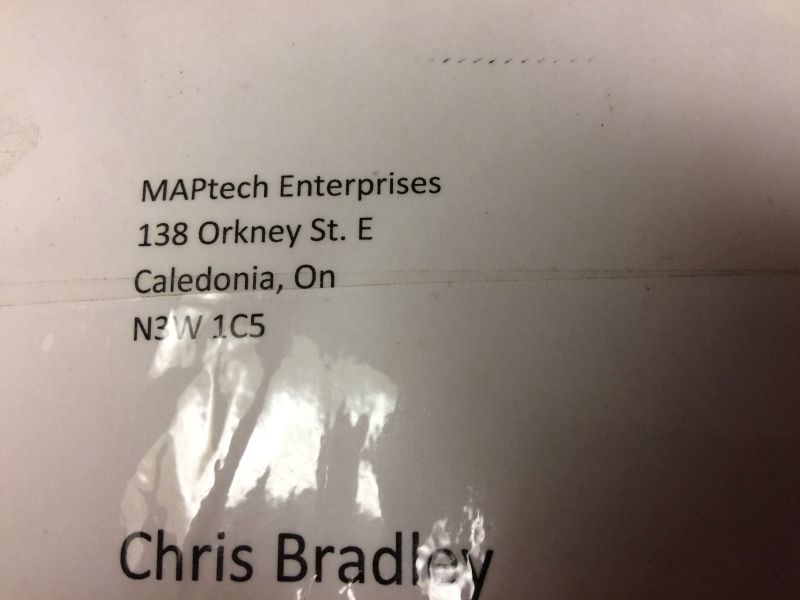 MAPtech Enterprises
138 Orkney St. E
Caledonia, On
N3W 1C5
Chris Bradley